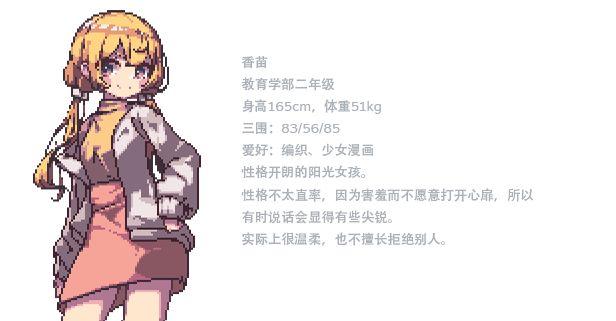 香苗
教育学部二年级
身高165cm，体重51kg
三围：83/56/85
爱好：编织、少女漫画
性格开朗的阳光女孩。
性格不太直率，因为害羞而不愿意打开心扉，所以
有时说话会显得有些尖锐。
实际上很温柔，也不擅长拒绝别人。